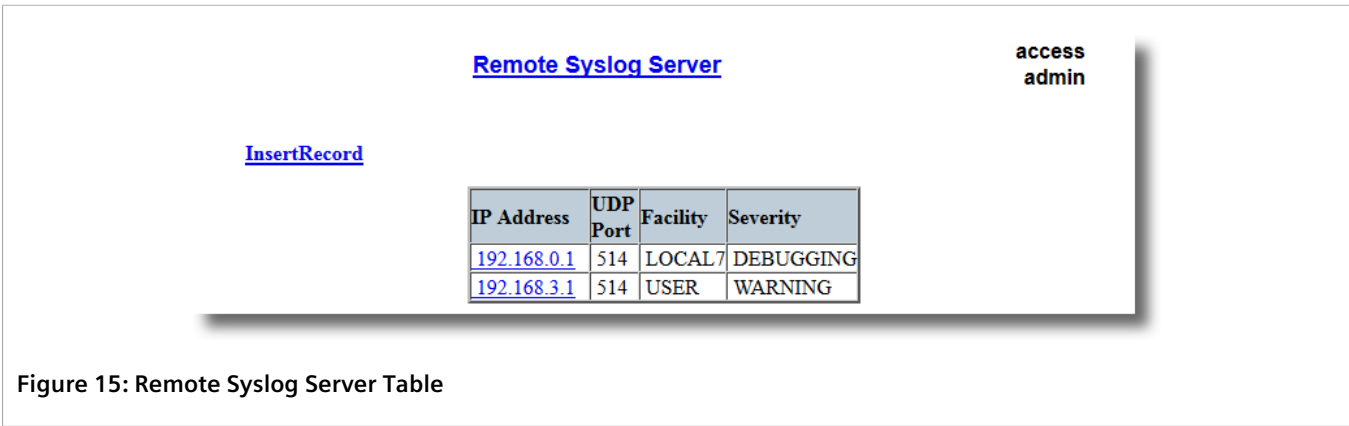 Remote Syslog Server
access
admin
InsertRecord
IP Address UDP Port Facility Severity
192.168.0.1 514 LOCAL7 DEBUGGING
192.168.3.1 514 USER WARNING
Figure 15: Remote Syslog Server Table